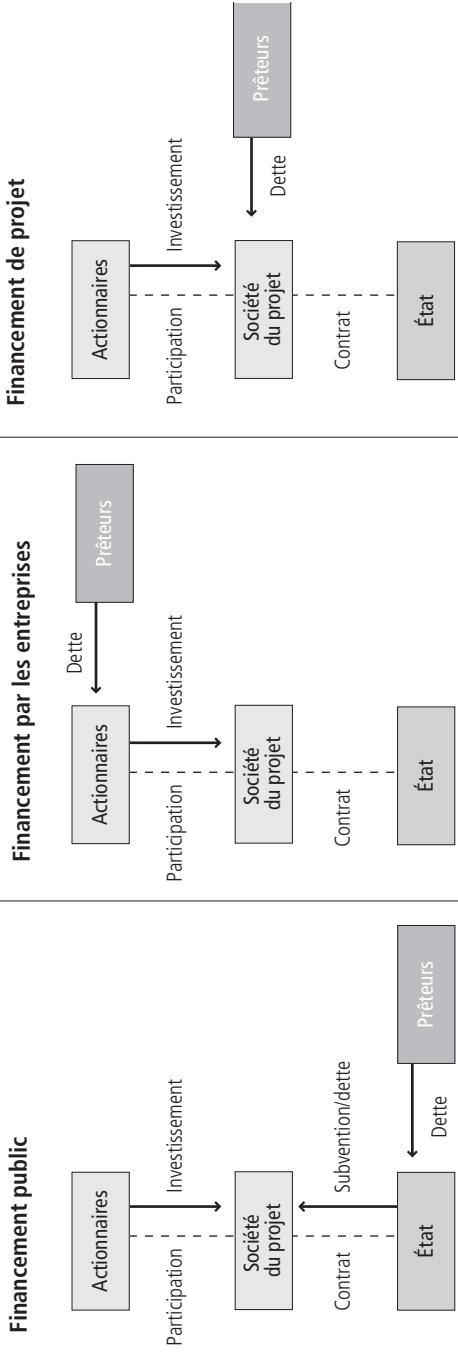 Financement public
Actionnaires
Participation
Investissement
Société
du projet
Contrat
Subvention/dette
État
Dette
Prêteurs
Financement par les entreprises
Prêteurs
Dette
Actionnaires
Participation
Investissement
Société
du projet
Contrat
État
Financement de projet
Actionnaires
Participation
Investissement
Société
du projet
Dette
Prêteurs
Contrat
État